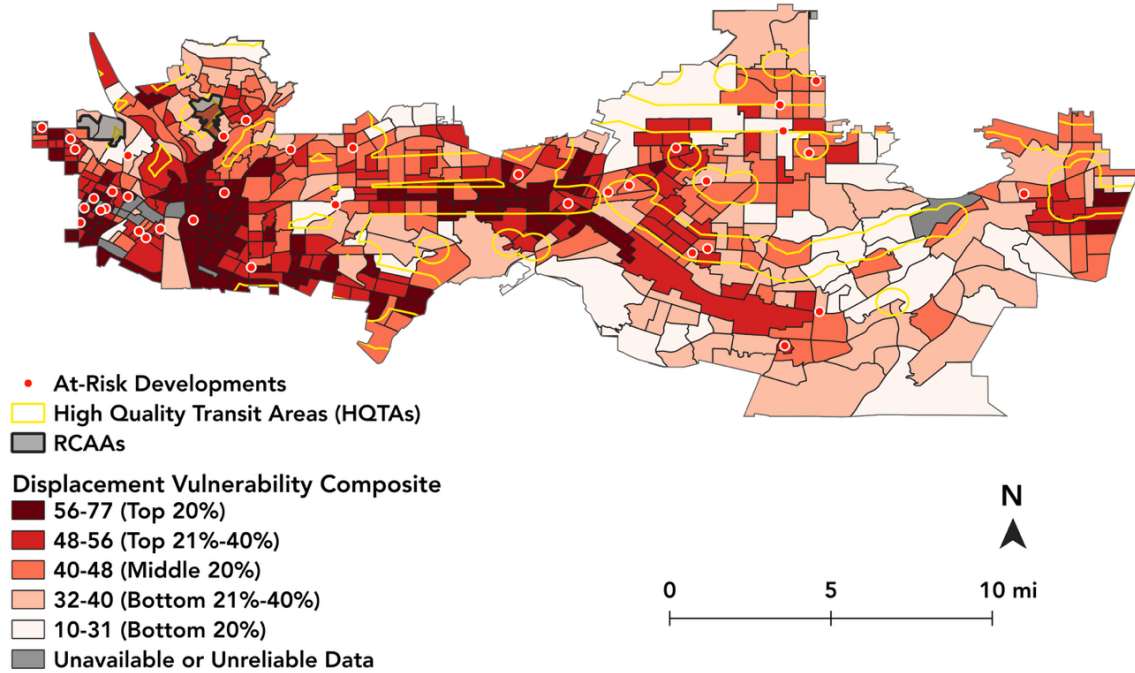 At-Risk Developments
High Quality Transit Areas (HQTAs)
RCAAs
Displacement Vulnerability Composite
56-77 (Top 20%)
48-56 (Top 21%-40%)
40-48 (Middle 20%)
32-40 (Bottom 21%-40%)
10-31 (Bottom 20%)
Unavailable or Unreliable Data
N
0 5 10 mi